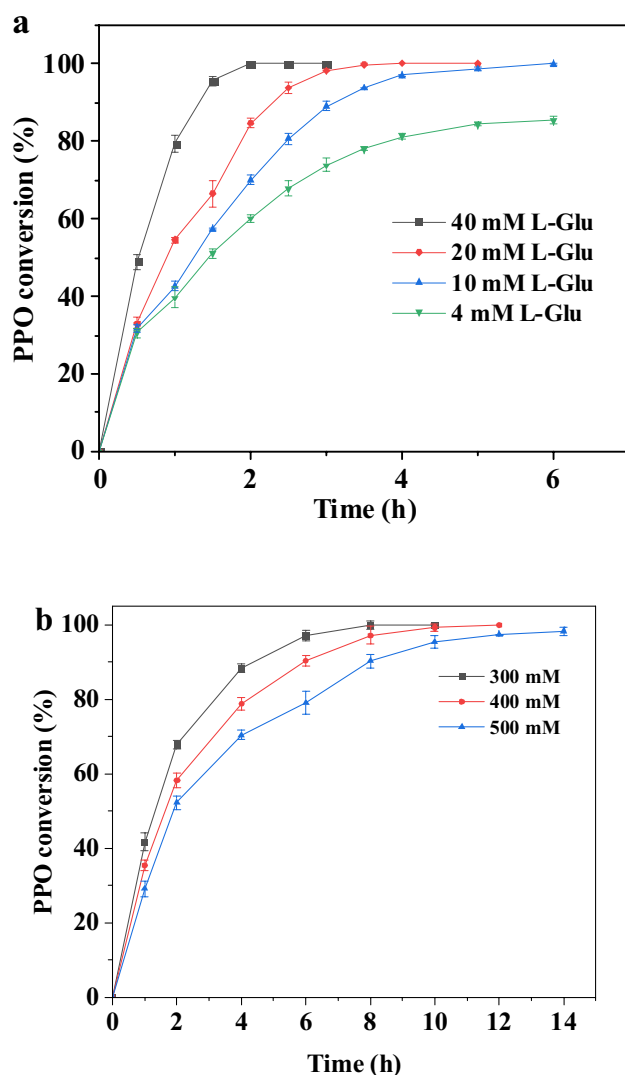 a
PPO conversion (%)
100
80
60
40
20
0
40 mM L-Glu
20 mM L-Glu
10 mM L-Glu
4 mM L-Glu
0 2 4 6
Time (h)
b
PPO conversion (%)
100
80
60
40
20
0
300 mM
400 mM
500 mM
0 2 4 6 8 10 12 14
Time (h)